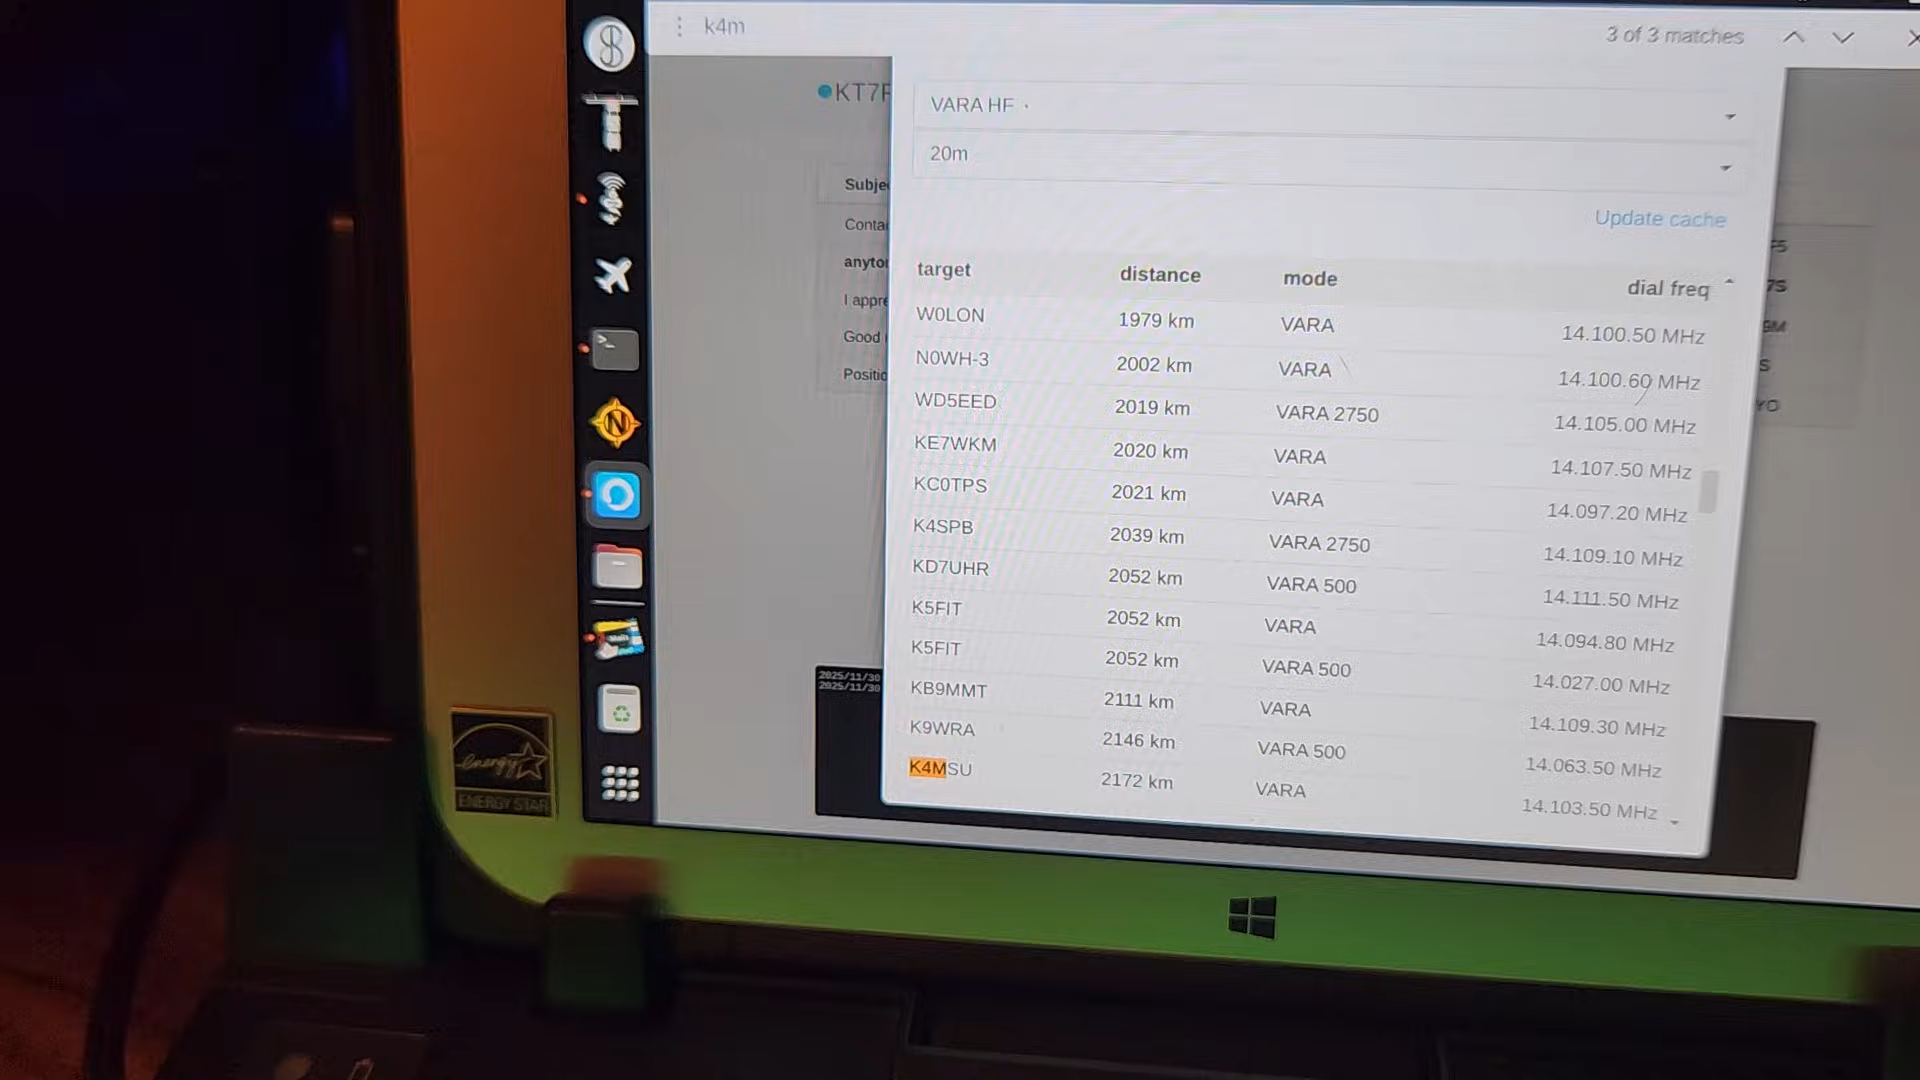 k4m
3 of 3 matches
KT7R
VARA HF
20m
Update cache
Subje
Conta
anyto
I appre
Good
Positio
target distance mode dial freq
W0LON 1979 km VARA 14.100.50 MHz
N0WH-3 2002 km VARA 14.100.60 MHz
WD5EED 2019 km VARA 2750 14.105.00 MHz
KE7WKM 2020 km VARA 14.107.50 MHz
KC0TPS 2021 km VARA 14.097.20 MHz
K4SPB 2039 km VARA 2750 14.109.10 MHz
KD7UHR 2052 km VARA 500 14.111.50 MHz
K5FIT 2052 km VARA 14.094.80 MHz
K5FIT 2052 km VARA 500 14.027.00 MHz
KB9MMT 2111 km VARA 14.109.30 MHz
K9WRA 2146 km VARA 500 14.063.50 MHz
K4MSU 2172 km VARA 14.103.50 MHz
2025/11/30
2025/11/30
energy
ENERGY STAR